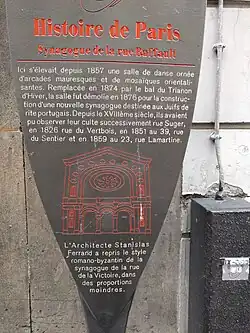 Histoire de Paris
Synagogue de la rue Buffault
Ici s'élevait depuis 1857 une salle de danse ornée
d'arcades mauresques et de mosaïques orientali-
santes. Remplacée en 1874 par le bal du Trianon
d'Hiver, la salle fut démolie en 1876 pour la construc-
tion d'une nouvelle synagogue destinée aux Juifs de
rite portugais. Depuis le XVIIIème siècle, ils avaient
pu observer leur culte successivement rue Suger,
en 1826 rue du Vertbois, en 1851 au 39, rue
du Sentier et en 1859 au 23, rue Lamartine.
L'Architecte Stanislas
Ferrand a repris le style
romano-byzantin de la
synagogue de la rue
de la Victoire, dans
des proportions
moindres.